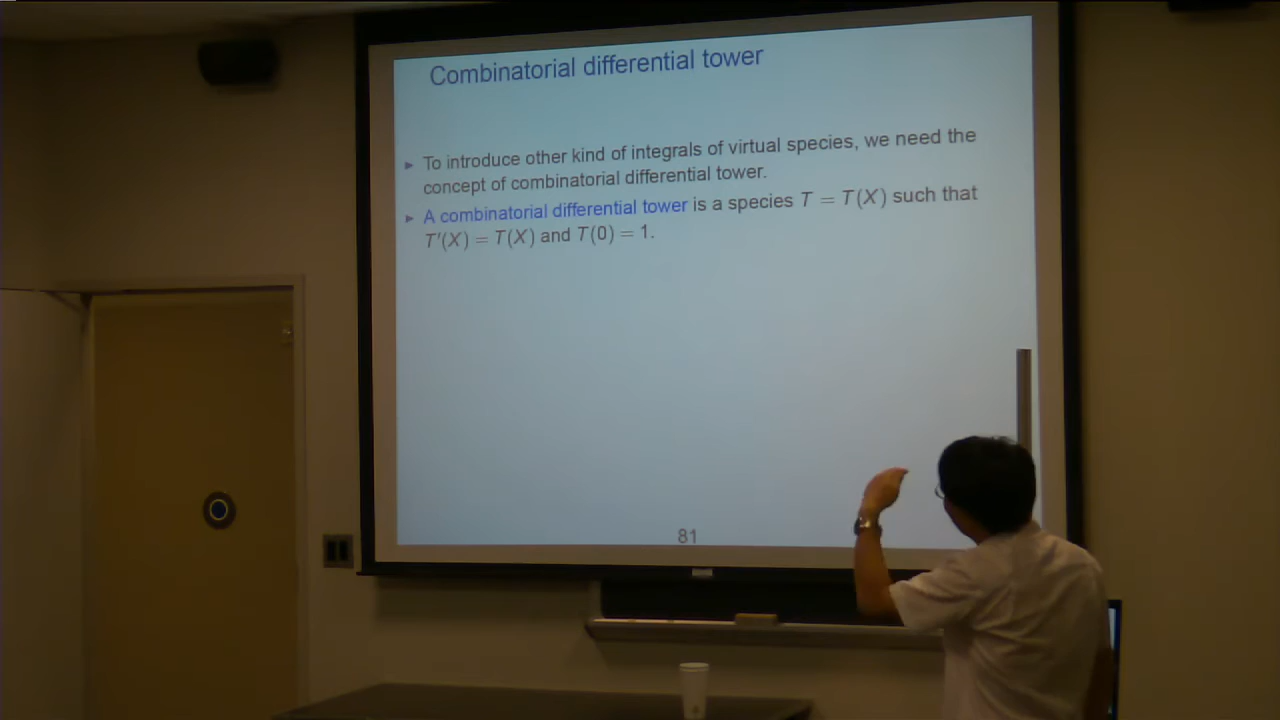 Combinatorial differential tower
► To introduce other kind of integrals of virtual species, we need the
concept of combinatorial differential tower.
► A combinatorial differential tower is a species T = T(X) such that
T′(X) = T(X) and T(0) = 1.
81